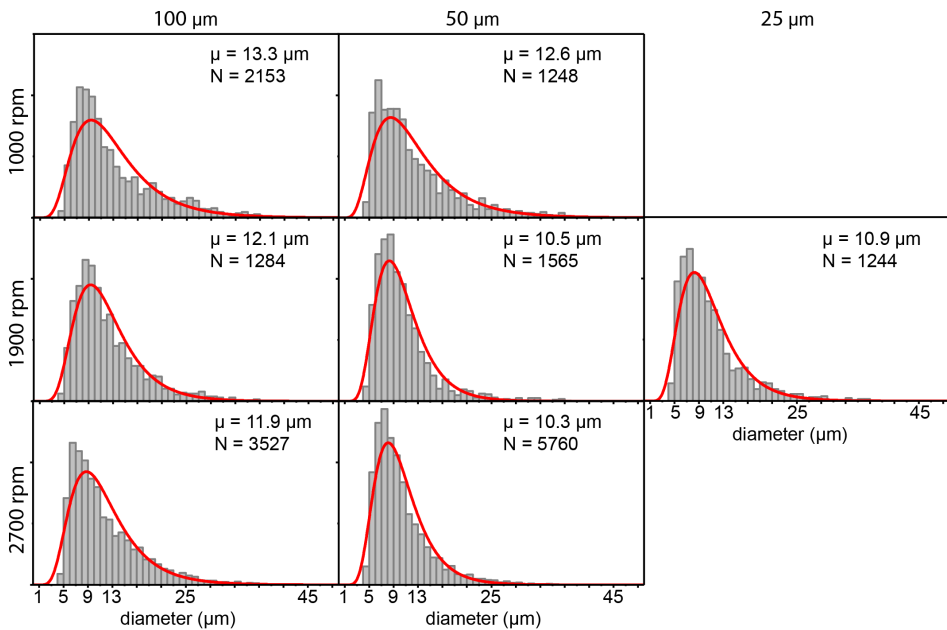 100 µm 50 µm 25 µm
1000 rpm
µ = 13.3 µm
N = 2153
µ = 12.6 µm
N = 1248
1900 rpm
µ = 12.1 µm
N = 1284
µ = 10.5 µm
N = 1565
µ = 10.9 µm
N = 1244
1 5 9 13 25 45
diameter (µm)
2700 rpm
µ = 11.9 µm
N = 3527
µ = 10.3 µm
N = 5760
1 5 9 13 25 45
diameter (µm)
1 5 9 13 25 45
diameter (µm)